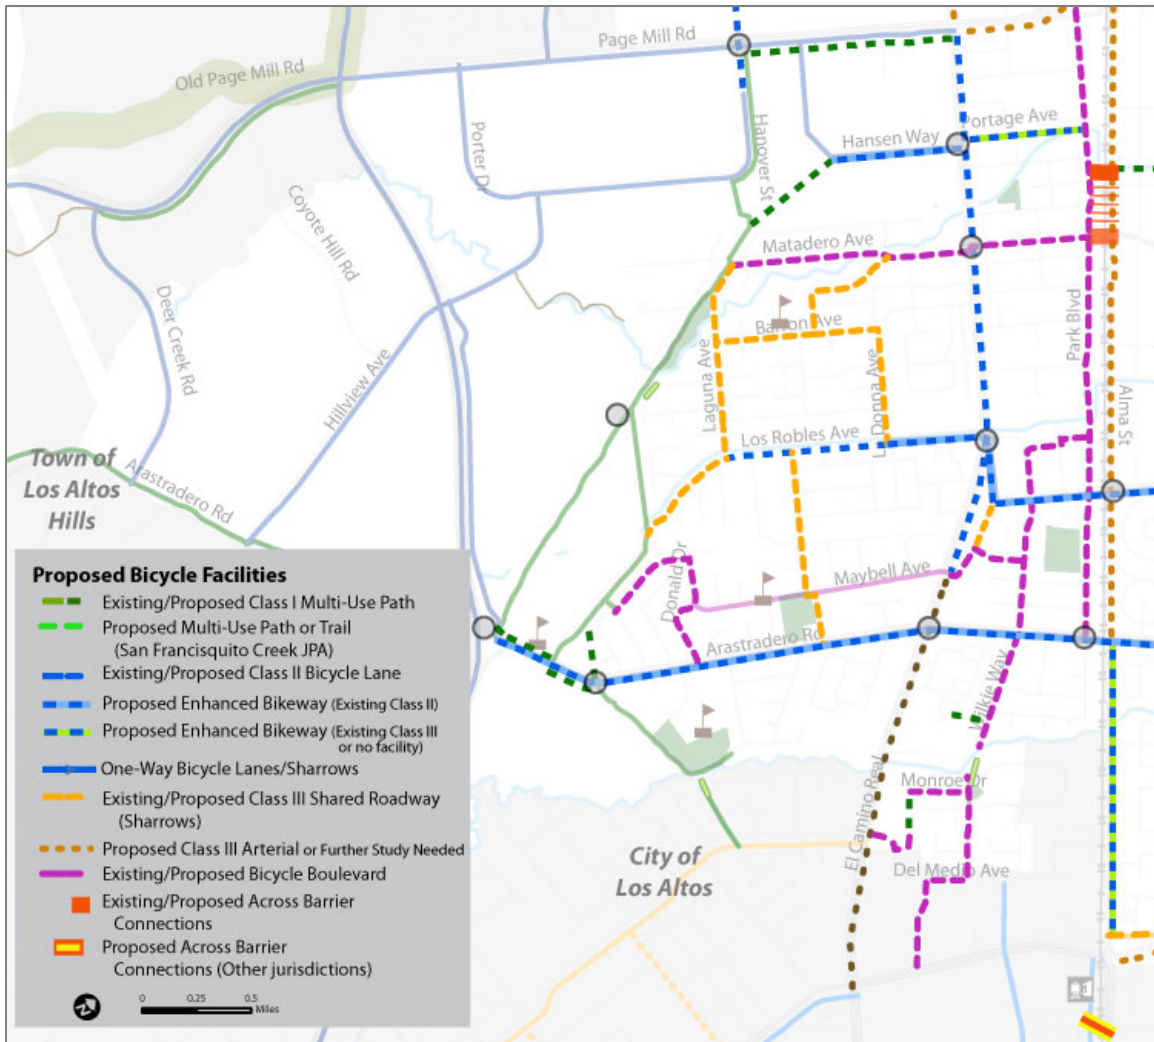 Page Mill Rd
Old Page Mill Rd
Porter Dr
Hanover St
Hansen Way
Portage Ave
Coyote Hill Rd
Matadero Ave
Deer Creek Rd
Hillview Ave
Barron Ave
Laguna Ave
La Donna Ave
Park Blvd
Alma St
Los Robles Ave
Town of
Los Altos
Hills
Arastradero Rd
Donald Dr
Maybell Ave
Arastradero Rd
Wilkie Way
Monroe Dr
El Camino Real
Del Medio Ave
City of
Los Altos
Proposed Bicycle Facilities
Existing/Proposed Class I Multi-Use Path
Proposed Multi-Use Path or Trail
(San Francisquito Creek JPA)
Existing/Proposed Class II Bicycle Lane
Proposed Enhanced Bikeway (Existing Class II)
Proposed Enhanced Bikeway (Existing Class III
or no facility)
One-Way Bicycle Lanes/Sharrows
Existing/Proposed Class III Shared Roadway
(Sharrows)
Proposed Class III Arterial or Further Study Needed
Existing/Proposed Bicycle Boulevard
Existing/Proposed Across Barrier
Connections
Proposed Across Barrier
Connections (Other jurisdictions)
N
0 0.25 0.5
Miles